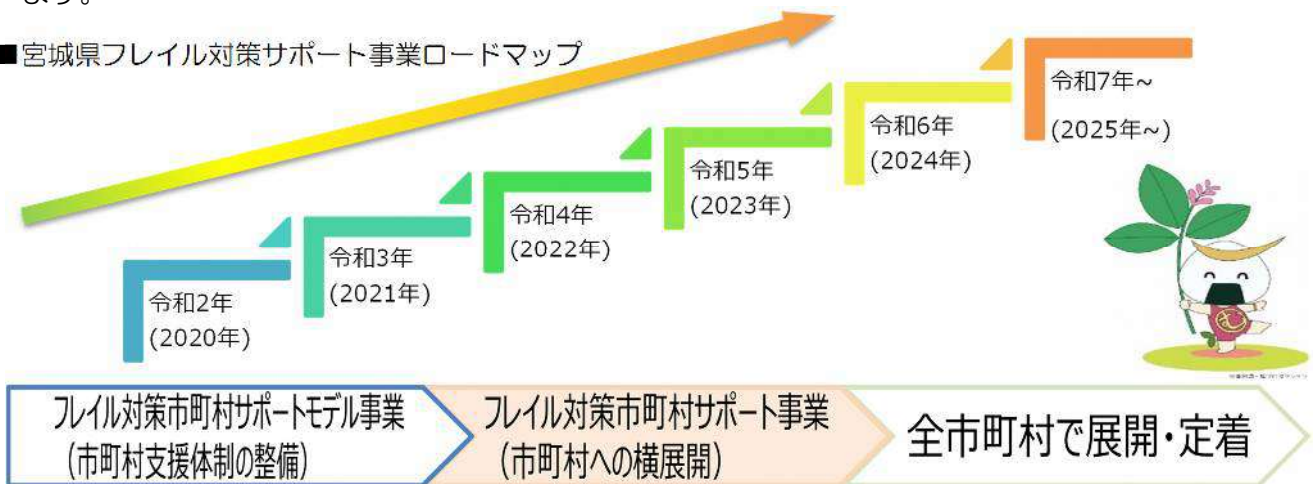 ます。
■宮城県フレイル対策サポート事業ロードマップ
令和2年
(2020年)
令和3年
(2021年)
令和4年
(2022年)
令和5年
(2023年)
令和6年
(2024年)
令和7年~
(2025年~)
む
フレイル対策市町村サポートモデル事業
(市町村支援体制の整備)
フレイル対策市町村サポート事業
(市町村への横展開)
全市町村で展開・定着